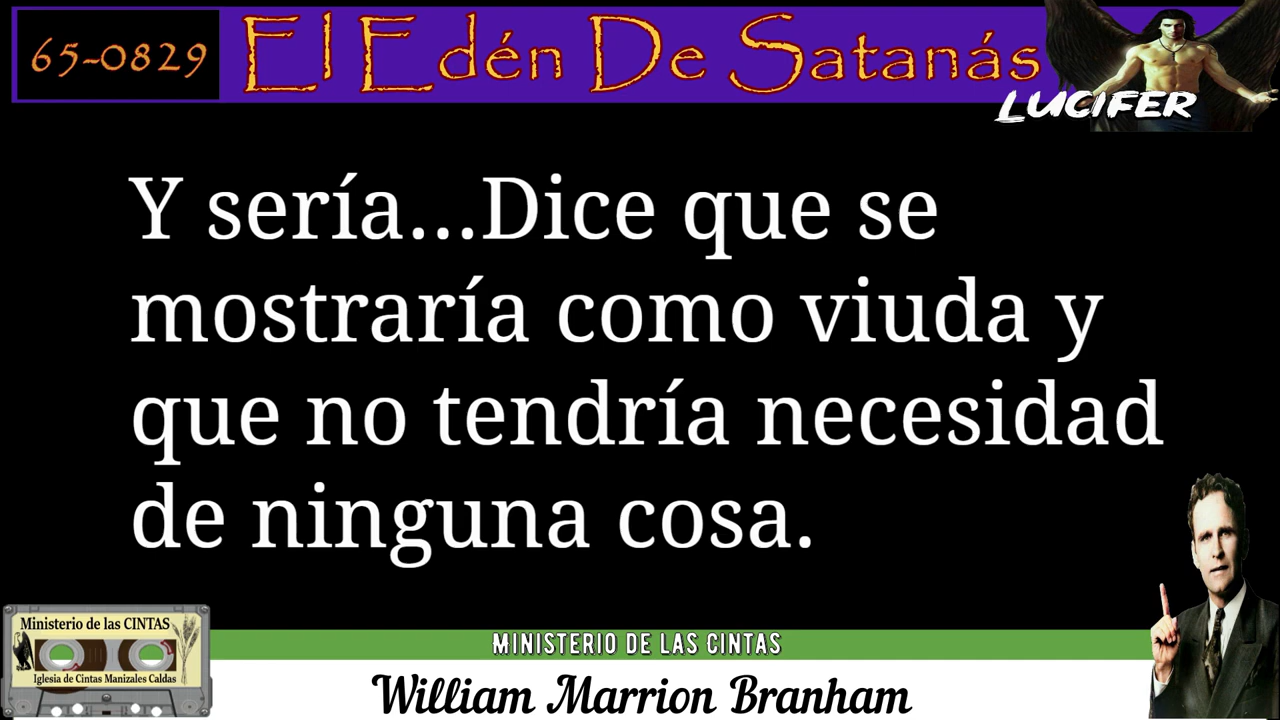 65-0829
El Edén De Satanás
LUCIFER
Y sería...Dice que se
mostraría como viuda y
que no tendría necesidad
de ninguna cosa.
Ministerio de las CINTAS
Iglesia de Cintas Manizales Caldas
MINISTERIO DE LAS CINTAS
William Marrion Branham